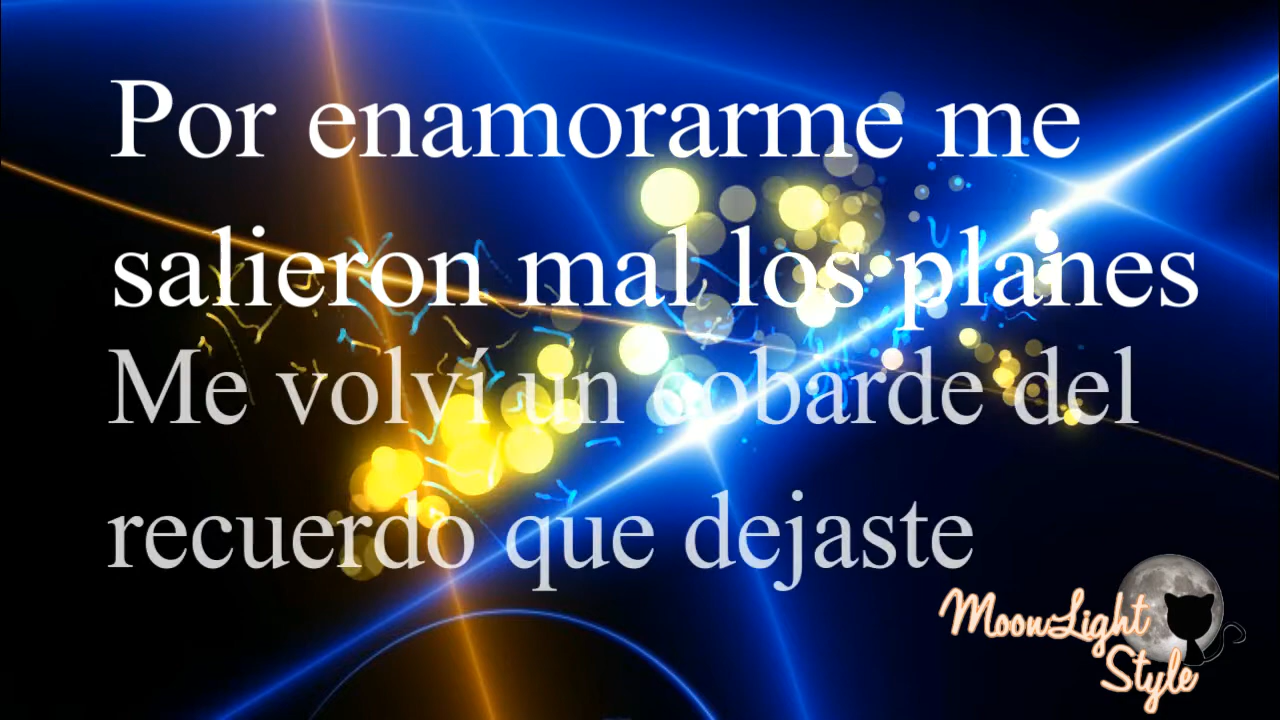 Por enamorarme me
salieron mal los planes
Me volví un cobarde del
recuerdo que dejaste
MoonLight
Style